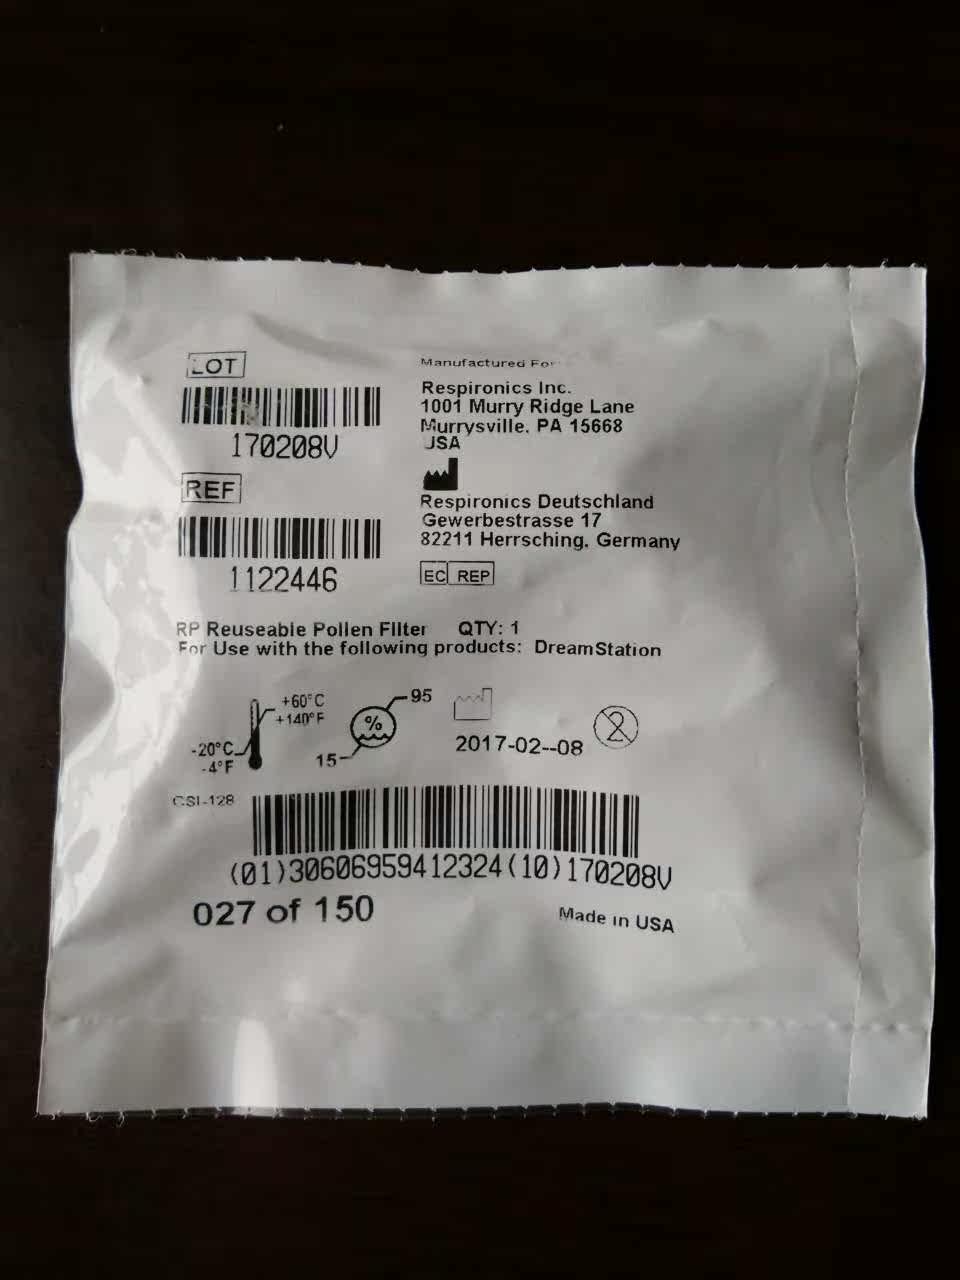 LOT
170208V
REF
1122446
Manufactured For
Respironics Inc.
1001 Murry Ridge Lane
Murrysville, PA 15668
USA
Respironics Deutschland
Gewerbestrasse 17
82211 Herrsching, Germany
EC REP
RP Reuseable Pollen Filter QTY: 1
For Use with the following products: DreamStation
+60°C
+140°F
-20°C
-4°F
95
%
15
2017-02--08
2
CSI-128
(01)30606959412324(10)170208V
027 of 150
Made in USA